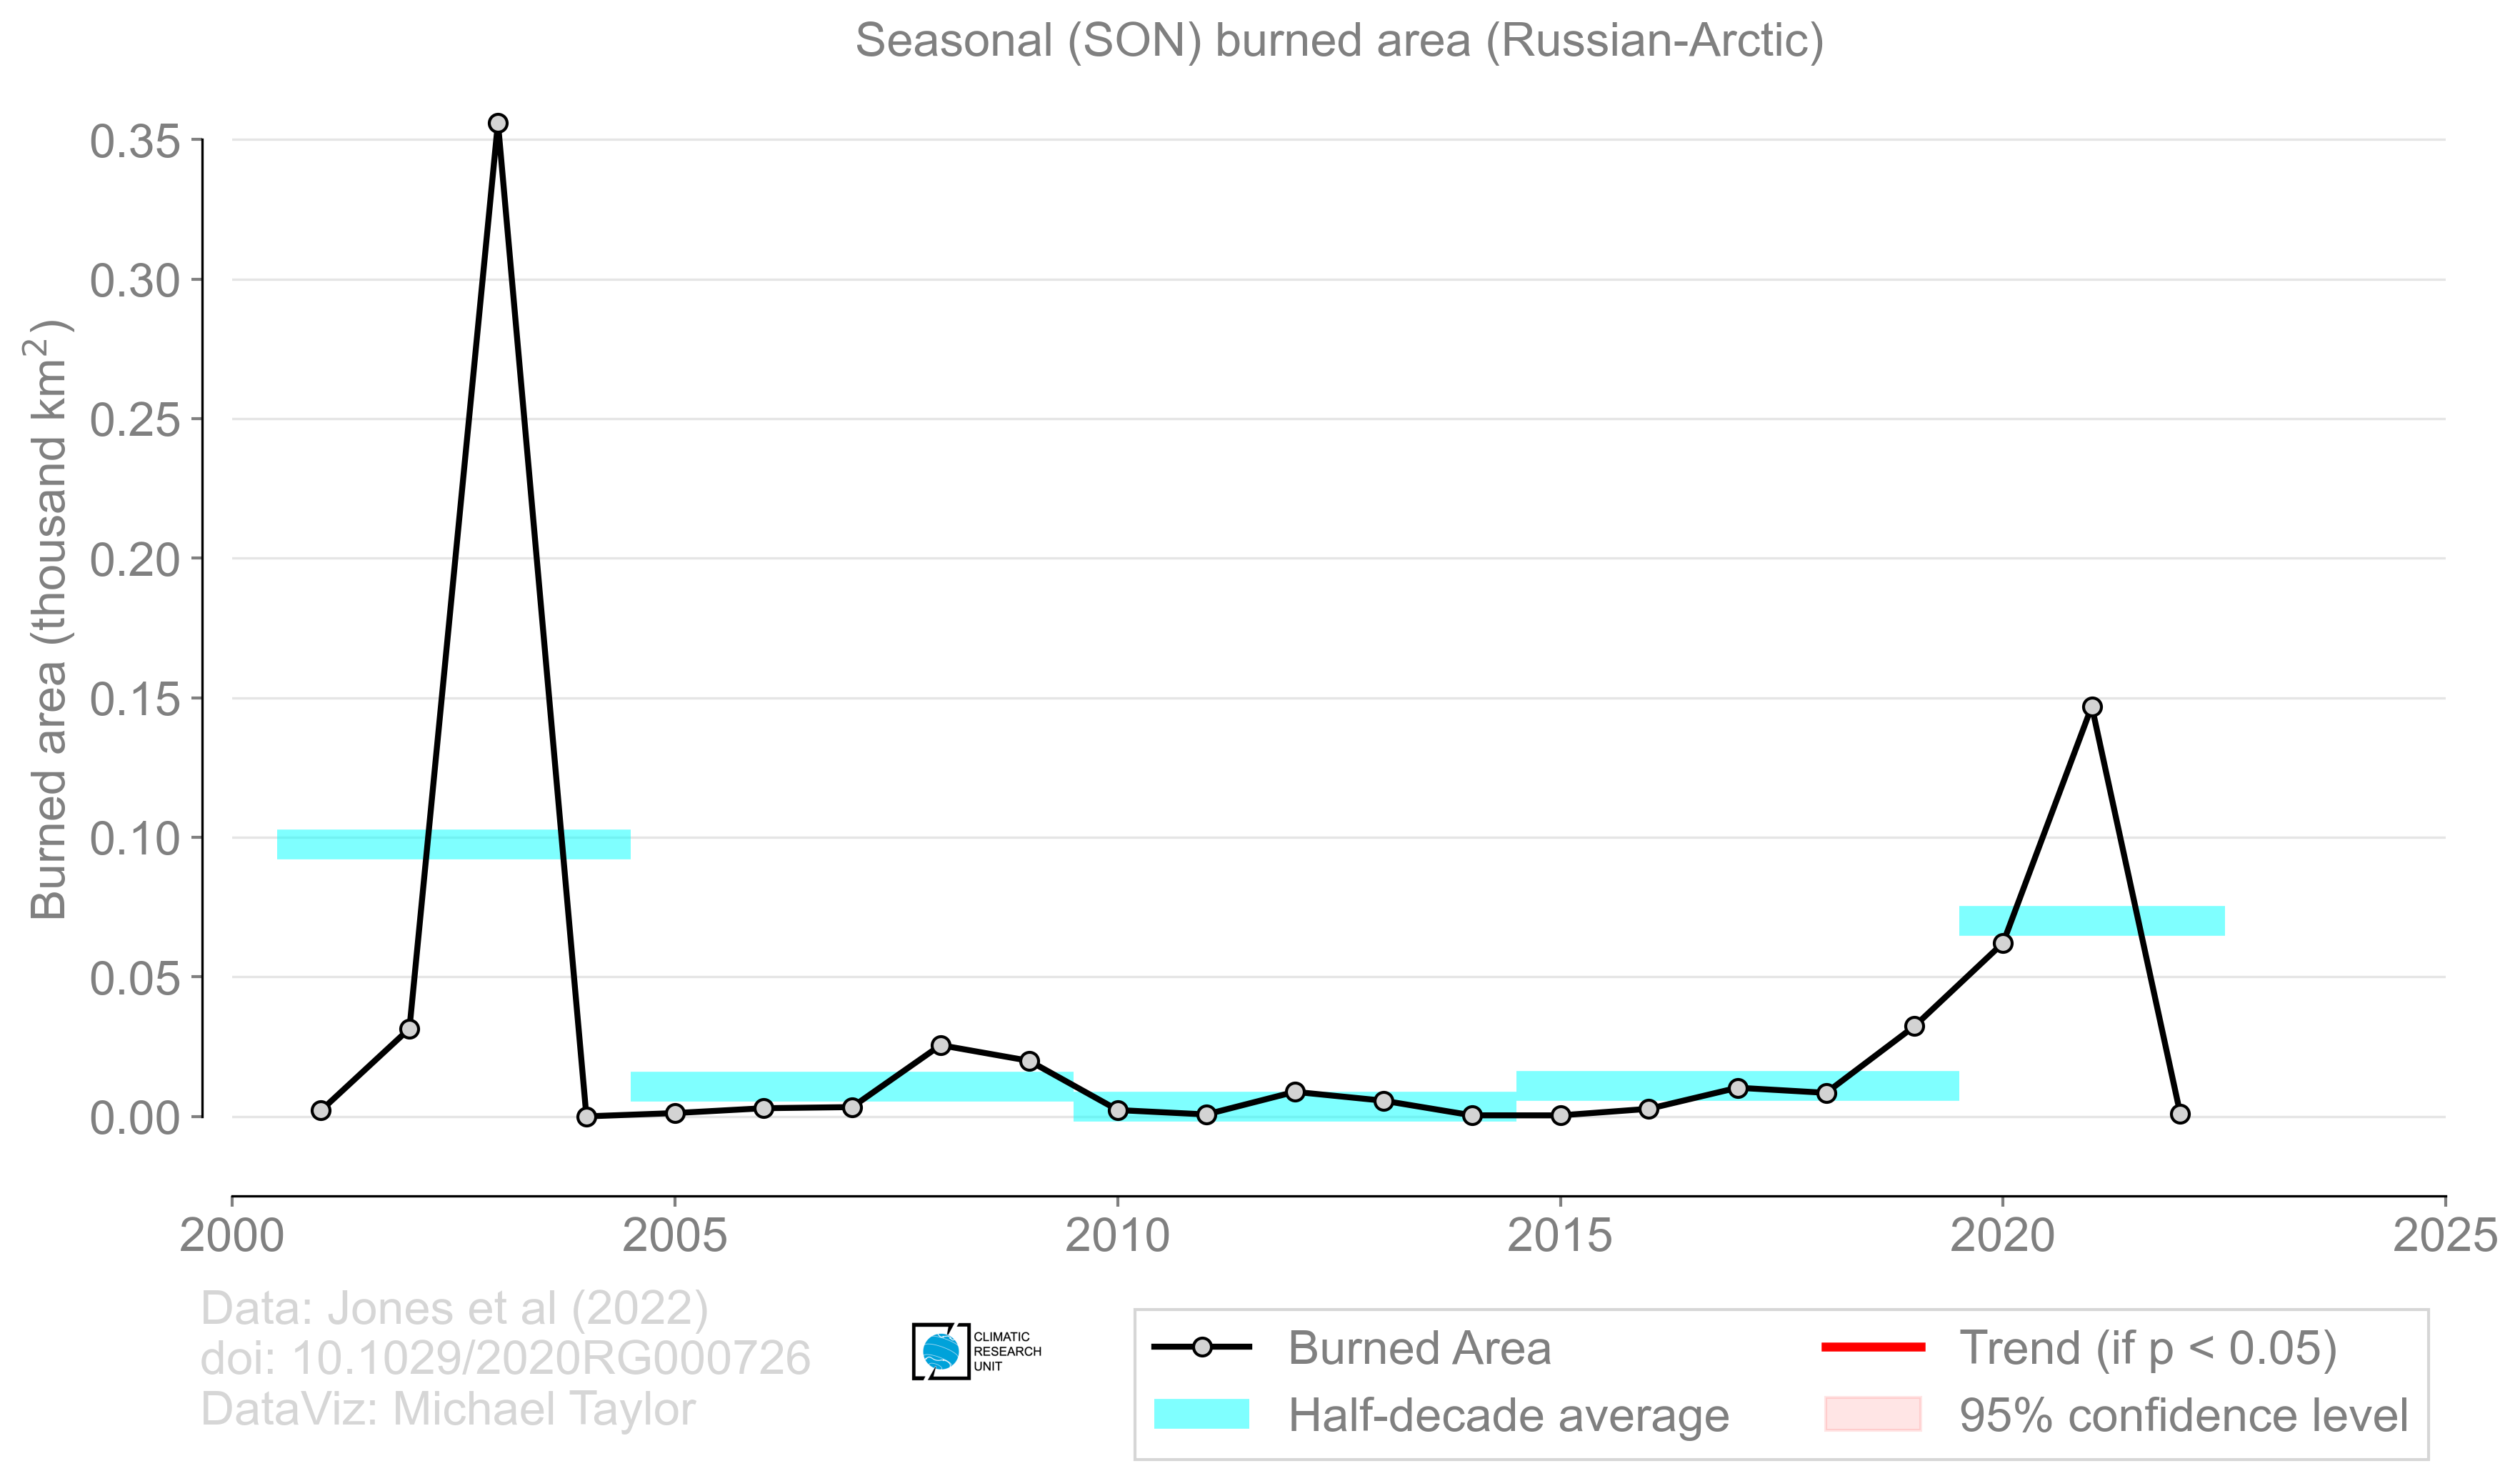 Seasonal (SON) burned area (Russian-Arctic)
Burned area (thousand km²)
0.35
0.30
0.25
0.20
0.15
0.10
0.05
0.00
2000 2005 2010 2015 2020 2025
Data: Jones et al (2022)
doi: 10.1029/2020RG000726
DataViz: Michael Taylor
CLIMATIC
RESEARCH
UNIT
Burned Area
Half-decade average
Trend (if p < 0.05)
95% confidence level